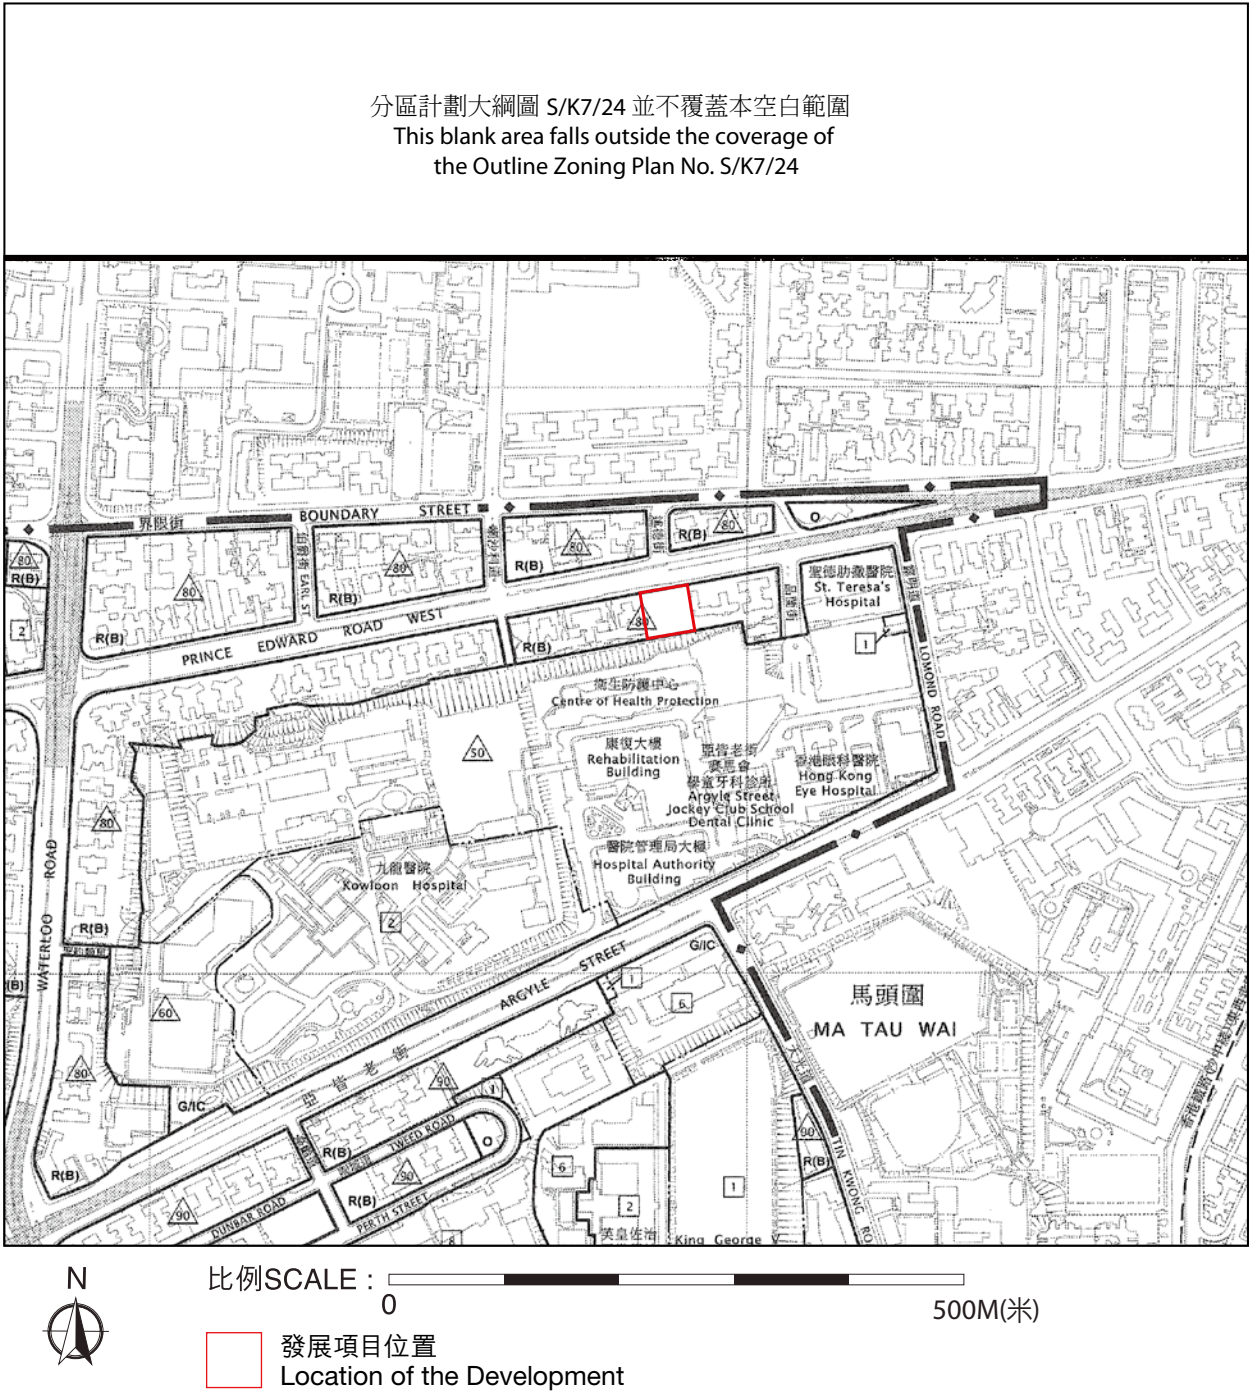 分區計劃大綱圖 S/K7/24 並不覆蓋本空白範圍
This blank area falls outside the coverage of
the Outline Zoning Plan No. S/K7/24
界限街
BOUNDARY STREET
O
80
R(B)
80
R(B)
80
R(B)
80
R(B)
80
R(B)
EARL ST
2
PRINCE EDWARD ROAD WEST
80
R(B)
聖德肋撒醫院
St. Teresa's
Hospital
1
LOMOND ROAD
衞生防護中心
Centre of Health Protection
50
康復大樓
Rehabilitation
Building
亞皆老街
賽馬會
學童牙科診所
Argyle Street
Jockey Club School
Dental Clinic
香港眼科醫院
Hong Kong
Eye Hospital
醫院管理局大樓
Hospital Authority
Building
80
R(B)
WATERLOO ROAD
九龍醫院
Kowloon Hospital
2
(B)
60
80
G/IC
R(B)
亞皆老街
ARGYLE STREET
G/IC
1
6
馬頭圍
MA TAU WAI
90
1
R(B)
TWEED ROAD
O
90
R(B)
PERTH STREET
90
DUNBAR ROAD
6
2
1
8
英皇佐治
King George V
90
R(B)
TIN KWONG RO
N
比例SCALE :
0
500M(米)
發展項目位置
Location of the Development